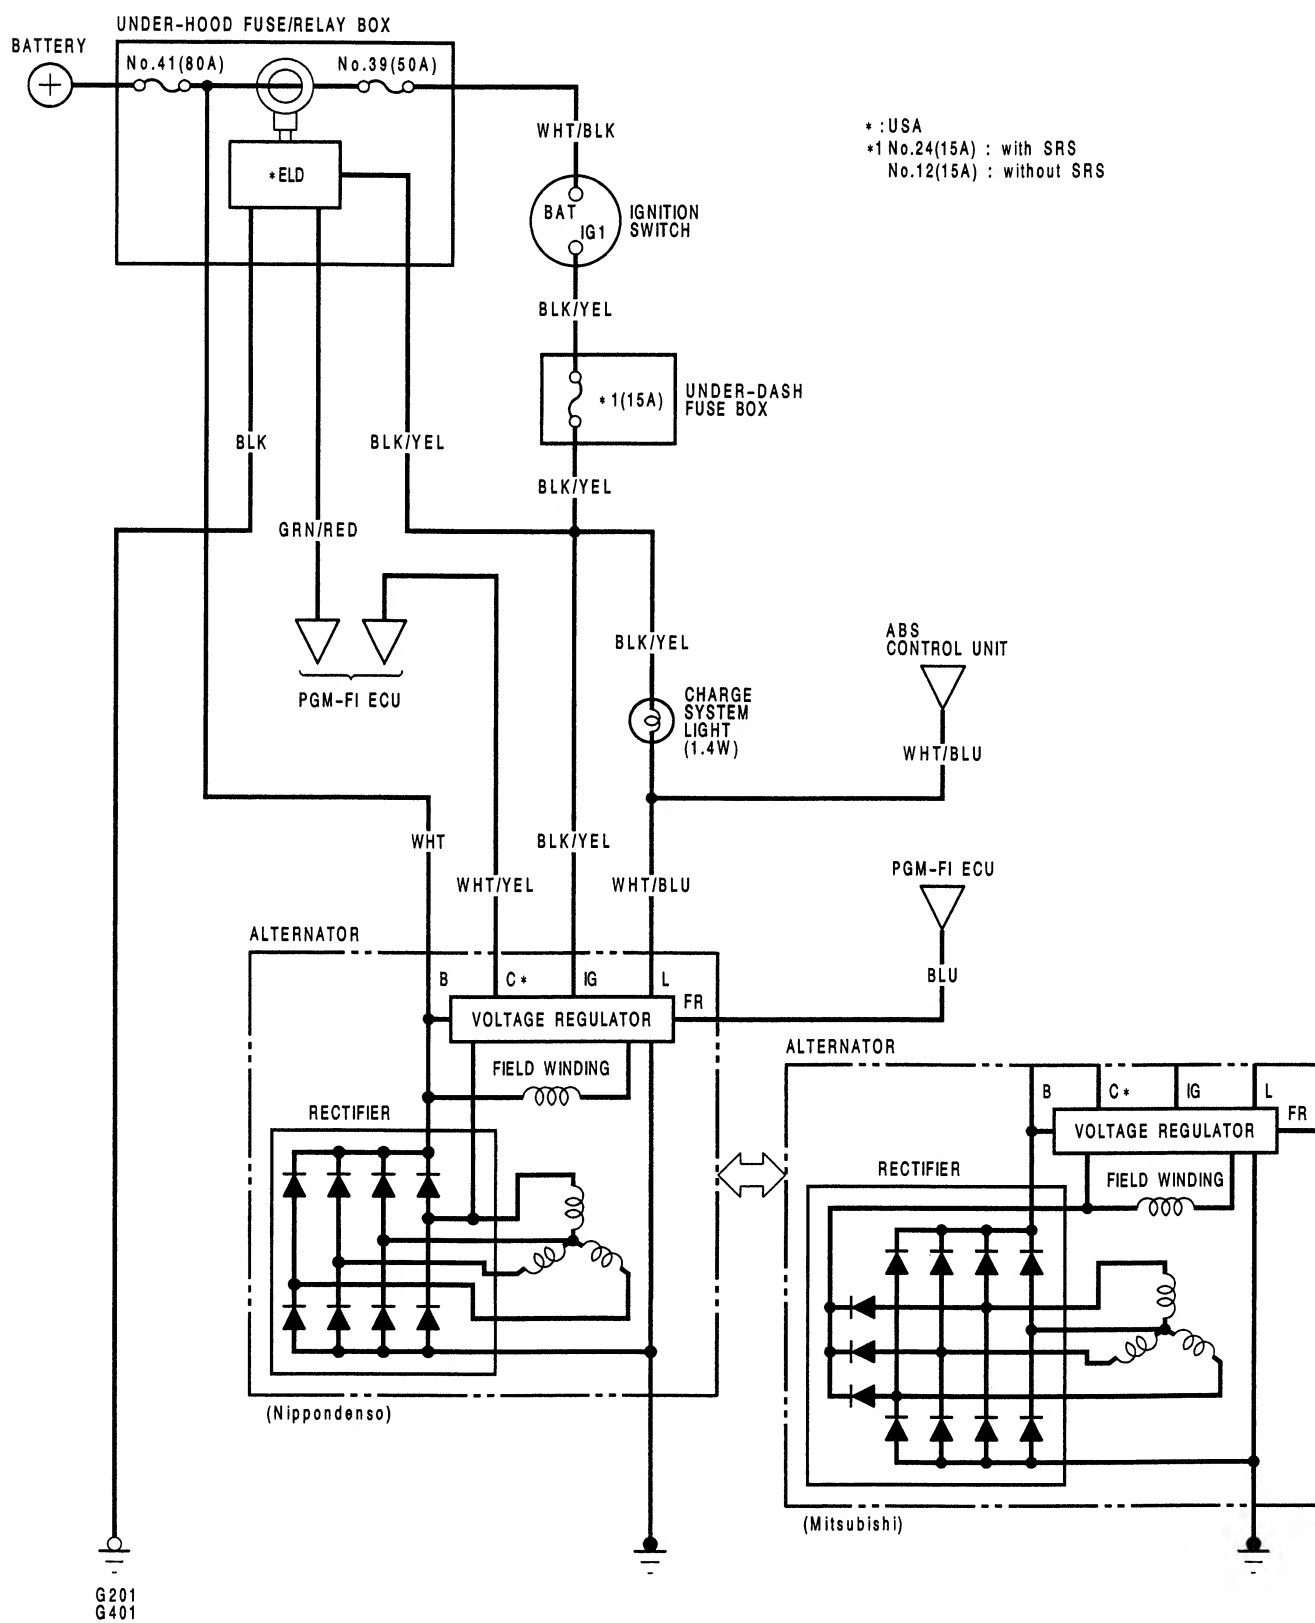 UNDER-HOOD FUSE/RELAY BOX
BATTERY
No.41(80A)
No.39(50A)
+
WHT/BLK
* :USA
*1 No.24(15A) : with SRS
No.12(15A) : without SRS
*ELD
BAT
IG1
IGNITION
SWITCH
BLK/YEL
*1(15A)
UNDER-DASH
FUSE BOX
BLK
BLK/YEL
BLK/YEL
GRN/RED
PGM-FI ECU
BLK/YEL
ABS
CONTROL UNIT
CHARGE
SYSTEM
LIGHT
(1.4W)
WHT/BLU
WHT
BLK/YEL
WHT/YEL
WHT/BLU
PGM-FI ECU
BLU
ALTERNATOR
B
C*
IG
L
FR
VOLTAGE REGULATOR
FIELD WINDING
RECTIFIER
(Nippondenso)
ALTERNATOR
B
C*
IG
L
FR
VOLTAGE REGULATOR
RECTIFIER
FIELD WINDING
(Mitsubishi)
G201
G401